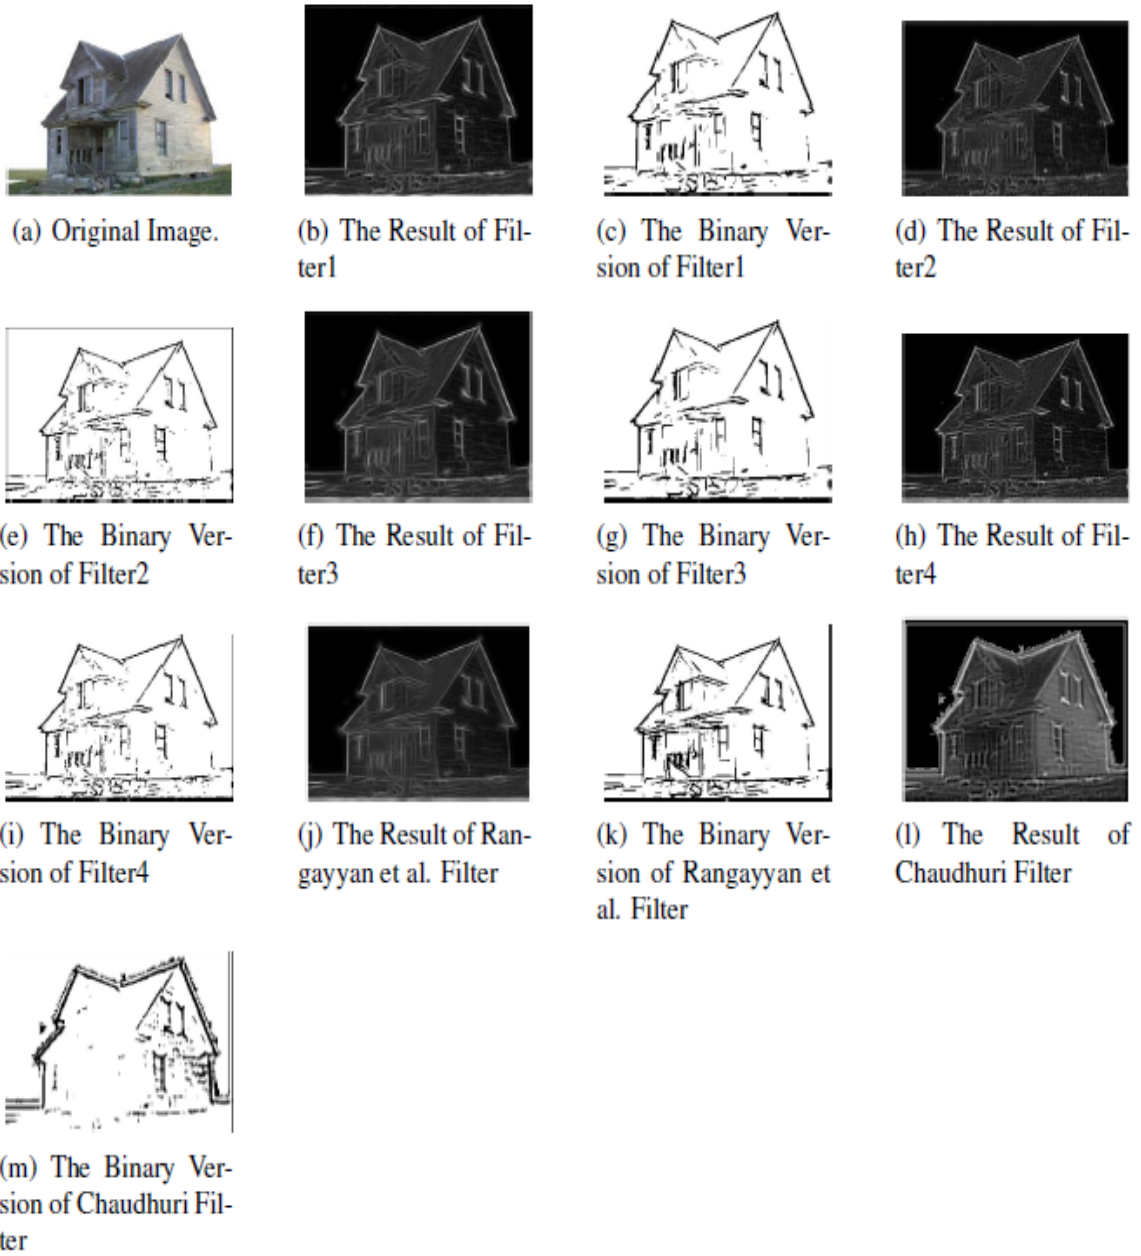 (a) Original Image.
(b) The Result of Fil-
ter1
(c) The Binary Ver-
sion of Filter1
(d) The Result of Fil-
ter2
(e) The Binary Ver-
sion of Filter2
(f) The Result of Fil-
ter3
(g) The Binary Ver-
sion of Filter3
(h) The Result of Fil-
ter4
(i) The Binary Ver-
sion of Filter4
(j) The Result of Ran-
gayyan et al. Filter
(k) The Binary Ver-
sion of Rangayyan et
al. Filter
(l) The Result of
Chaudhuri Filter
(m) The Binary Ver-
sion of Chaudhuri Fil-
ter